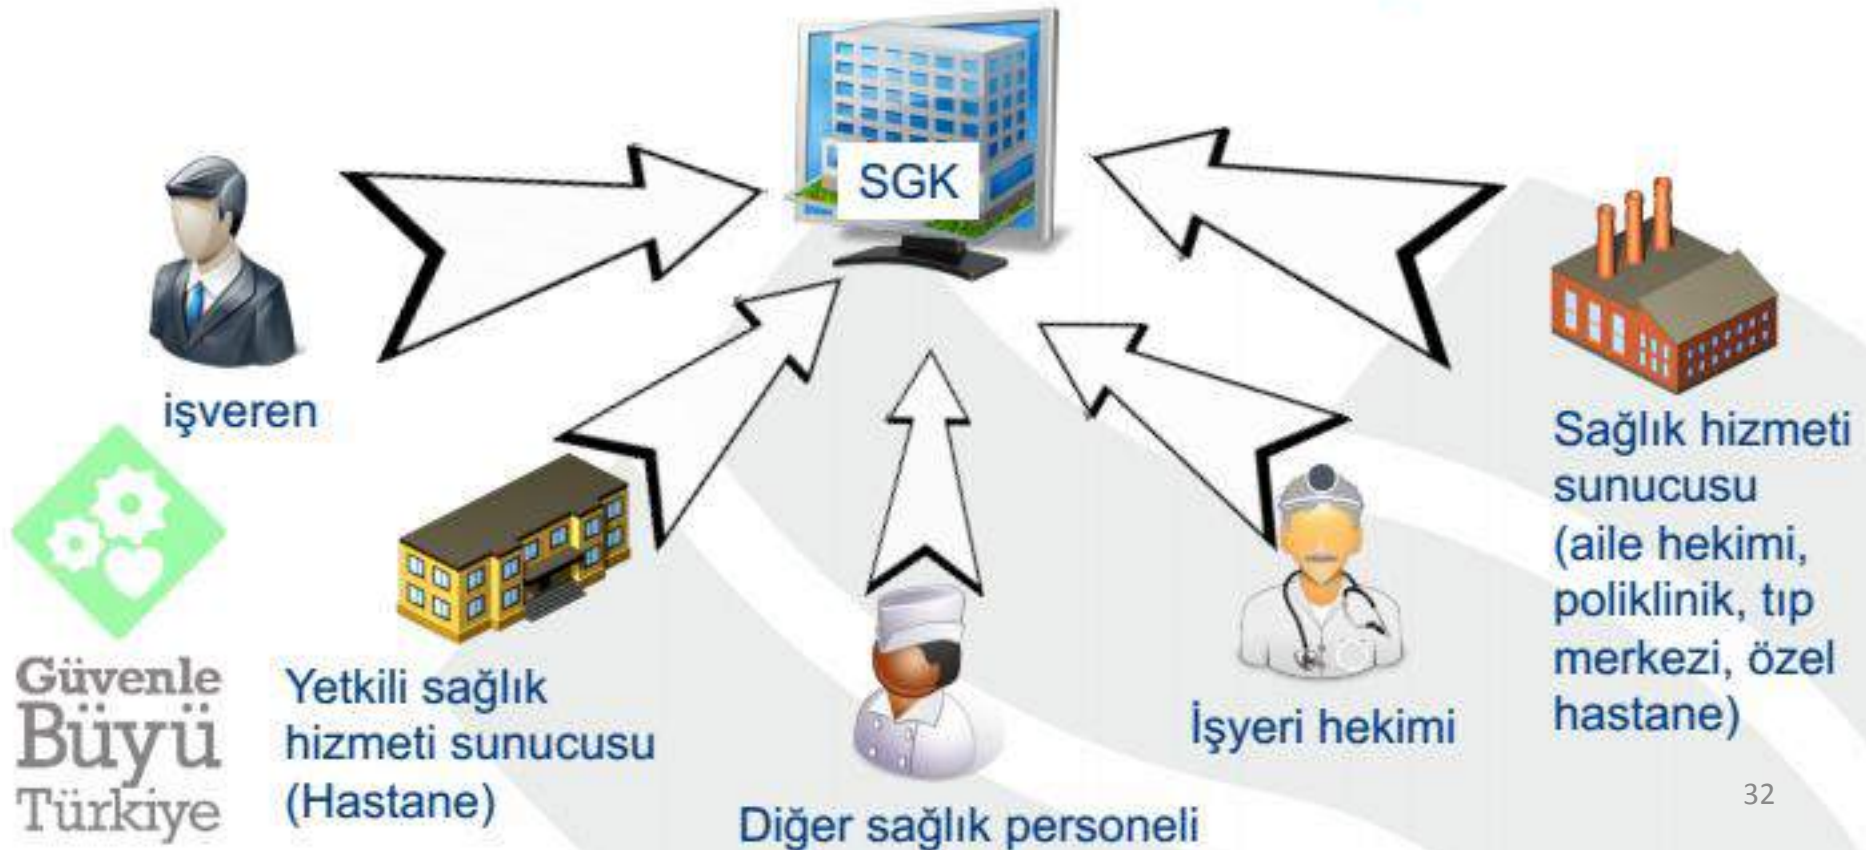 SGK
işveren
Sağlık hizmeti
sunucusu
(aile hekimi,
poliklinik, tıp
merkezi, özel
hastane)
Güvenle
Büyü
Türkiye
Yetkili sağlık
hizmeti sunucusu
(Hastane)
Diğer sağlık personeli
İşyeri hekimi
32